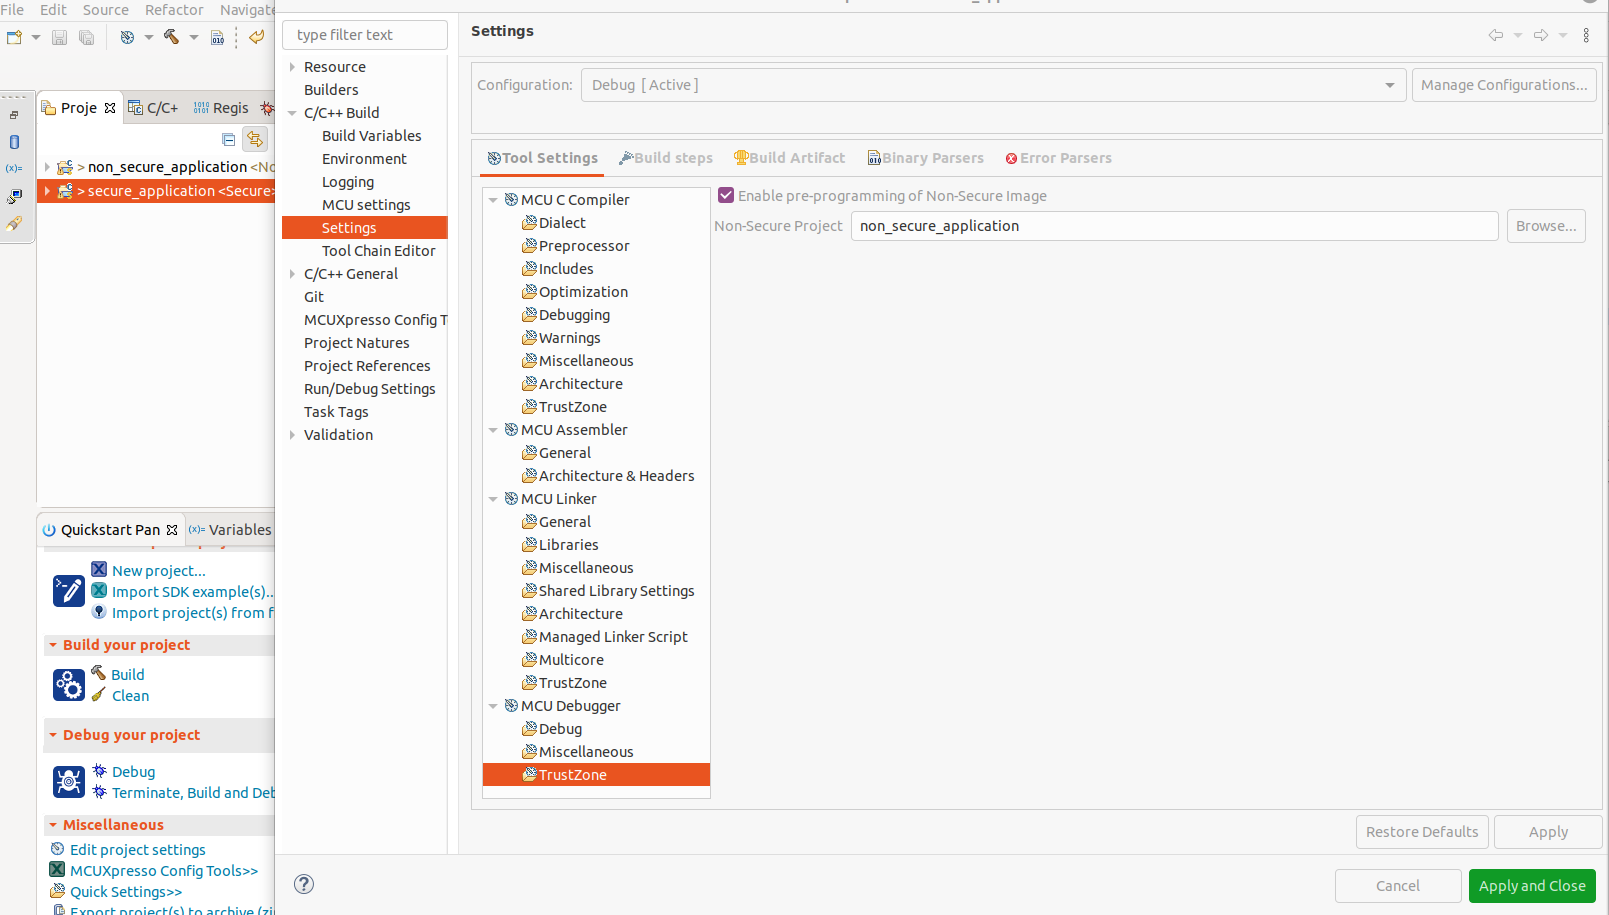 File Edit Source Refactor Navigate
Proje C/C+ Regis
> non_secure_application <No
> secure_application <Secure>
Quickstart Pan (x)= Variables
New project...
Import SDK example(s)...
Import project(s) from f
Build your project
Build
Clean
Debug your project
Debug
Terminate, Build and Deb
Miscellaneous
Edit project settings
MCUXpresso Config Tools>>
Quick Settings>>
Export project(s) to archive (zi
type filter text
Resource
Builders
C/C++ Build
Build Variables
Environment
Logging
MCU settings
Settings
Tool Chain Editor
C/C++ General
Git
MCUXpresso Config T
Project Natures
Project References
Run/Debug Settings
Task Tags
Validation
Settings
Configuration: Debug [ Active ] Manage Configurations...
Tool Settings Build steps Build Artifact Binary Parsers Error Parsers
MCU C Compiler
Dialect
Preprocessor
Includes
Optimization
Debugging
Warnings
Miscellaneous
Architecture
TrustZone
MCU Assembler
General
Architecture & Headers
MCU Linker
General
Libraries
Miscellaneous
Shared Library Settings
Architecture
Managed Linker Script
Multicore
TrustZone
MCU Debugger
Debug
Miscellaneous
TrustZone
Enable pre-programming of Non-Secure Image
Non-Secure Project non_secure_application Browse...
Restore Defaults Apply
Cancel Apply and Close